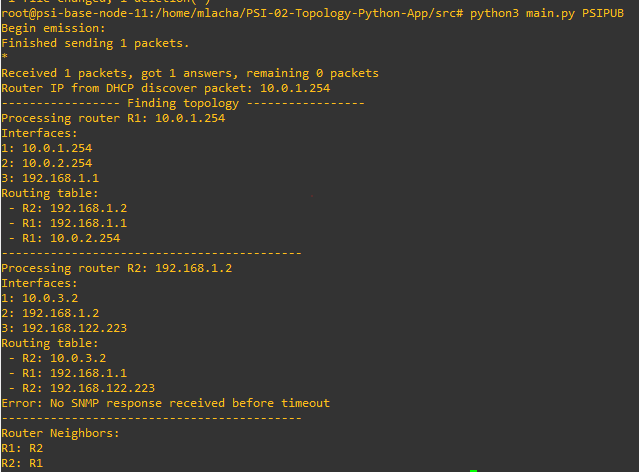 1 file changed, 1 deletion(-)
root@psi-base-node-11:/home/mlacha/PSI-02-Topology-Python-App/src# python3 main.py PSIPUB
Begin emission:
Finished sending 1 packets.
*
Received 1 packets, got 1 answers, remaining 0 packets
Router IP from DHCP discover packet: 10.0.1.254
----------------- Finding topology -----------------
Processing router R1: 10.0.1.254
Interfaces:
1: 10.0.1.254
2: 10.0.2.254
3: 192.168.1.1
Routing table:
 - R2: 192.168.1.2
 - R1: 192.168.1.1
 - R1: 10.0.2.254
-------------------------------------------
Processing router R2: 192.168.1.2
Interfaces:
1: 10.0.3.2
2: 192.168.1.2
3: 192.168.122.223
Routing table:
 - R2: 10.0.3.2
 - R1: 192.168.1.1
 - R2: 192.168.122.223
Error: No SNMP response received before timeout
-------------------------------------------
Router Neighbors:
R1: R2
R2: R1